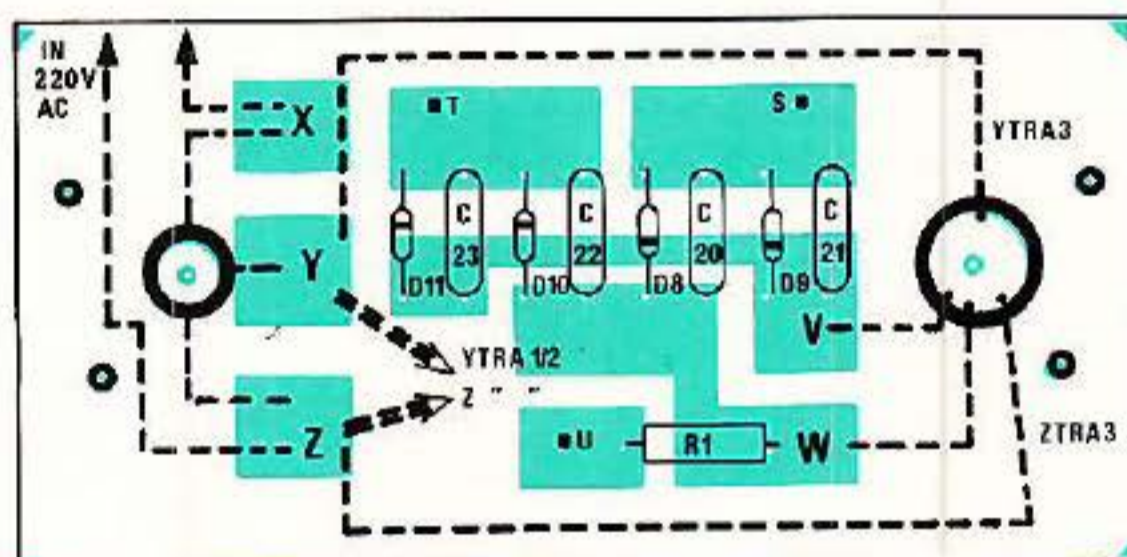 IN
220V
AC
X
T
S
YTRA3
C
23
C
22
C
20
C
21
Y
D11
D10
D8
D9
V
YTRA 1/2
Z " "
Z
U
R1
W
ZTRA3